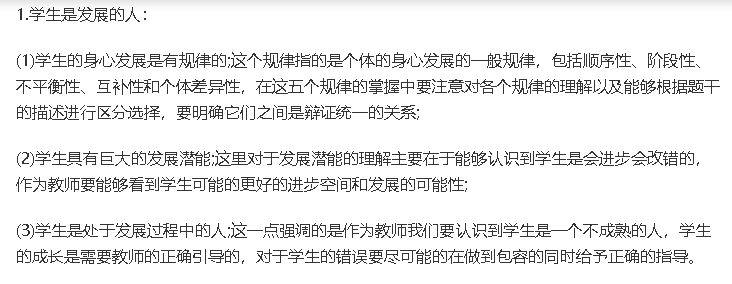 1.学生是发展的人：
(1)学生的身心发展是有规律的;这个规律指的是个体的身心发展的一般规律，包括顺序性、阶段性、
不平衡性、互补性和个体差异性，在这五个规律的掌握中要注意对各个规律的理解以及能够根据题干
的描述进行区分选择，要明确它们之间是辩证统一的关系;
(2)学生具有巨大的发展潜能;这里对于发展潜能的理解主要在于能够认识到学生是会进步会改错的，
作为教师要能够看到学生可能的更好的进步空间和发展的可能性;
(3)学生是处于发展过程中的人;这一点强调的是作为教师我们要认识到学生是一个不成熟的人，学生
的成长是需要教师的正确引导的，对于学生的错误要尽可能的在做到包容的同时给予正确的指导。